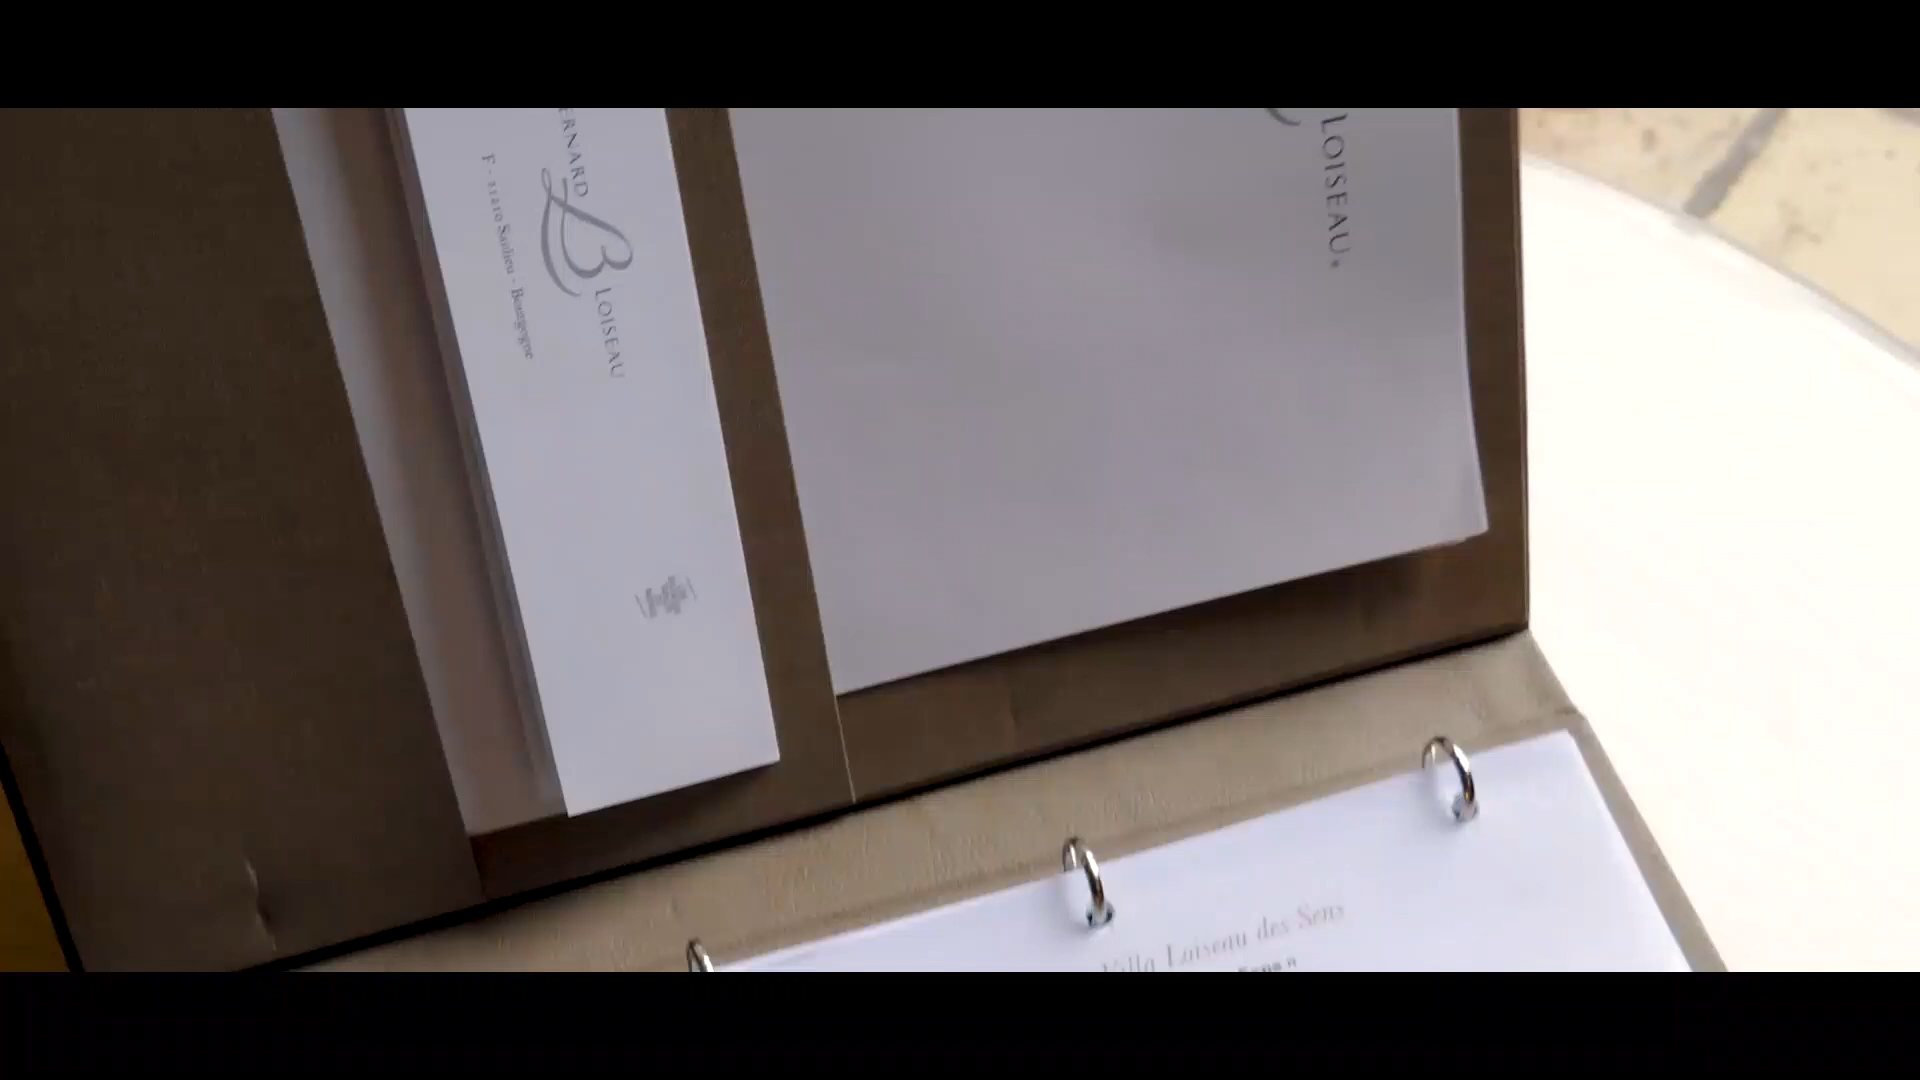 ERNARD
B
LOISEAU
F - 21210 Saulieu - Bourgogne
LOISEAU
Villa Loiseau des Sens